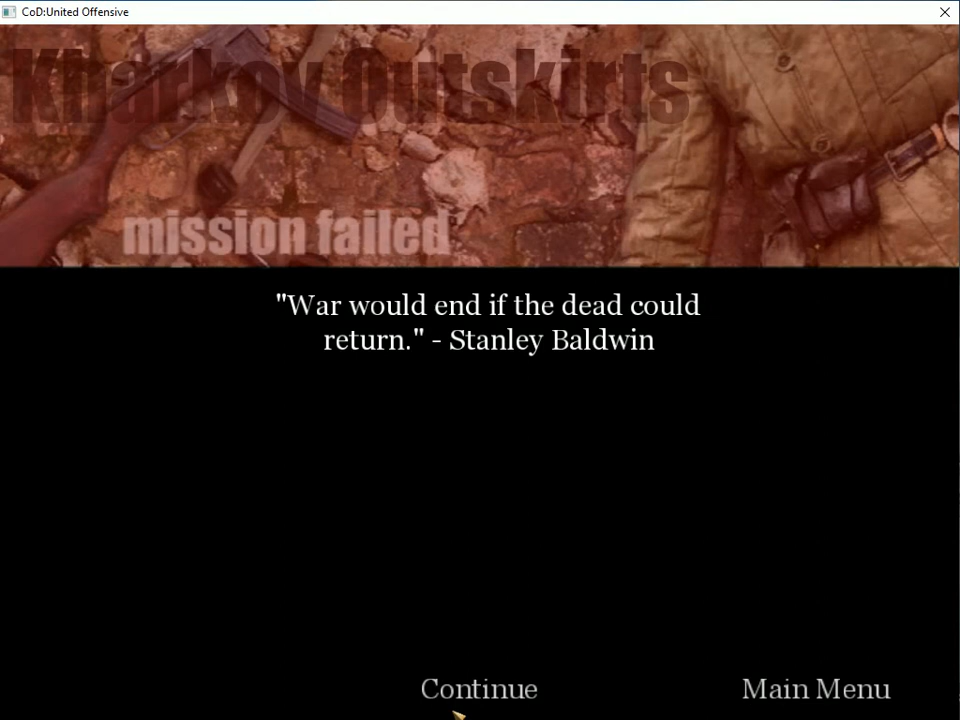 CoD:United Offensive
Kharkov Outskirts
mission failed
"War would end if the dead could
return." - Stanley Baldwin
Continue
Main Menu